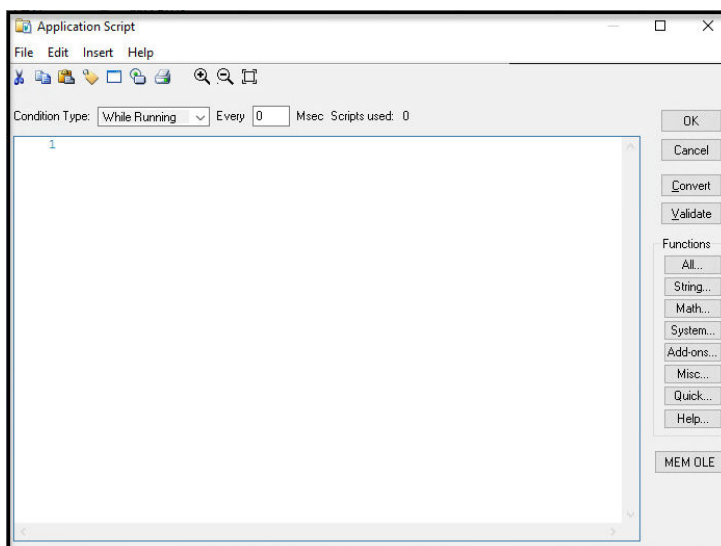 Application Script
File Edit Insert Help
Condition Type: While Running Every 0 Msec Scripts used: 0
1
OK
Cancel
Convert
Validate
Functions
All...
String...
Math...
System...
Add-ons...
Misc...
Quick...
Help...
MEM OLE